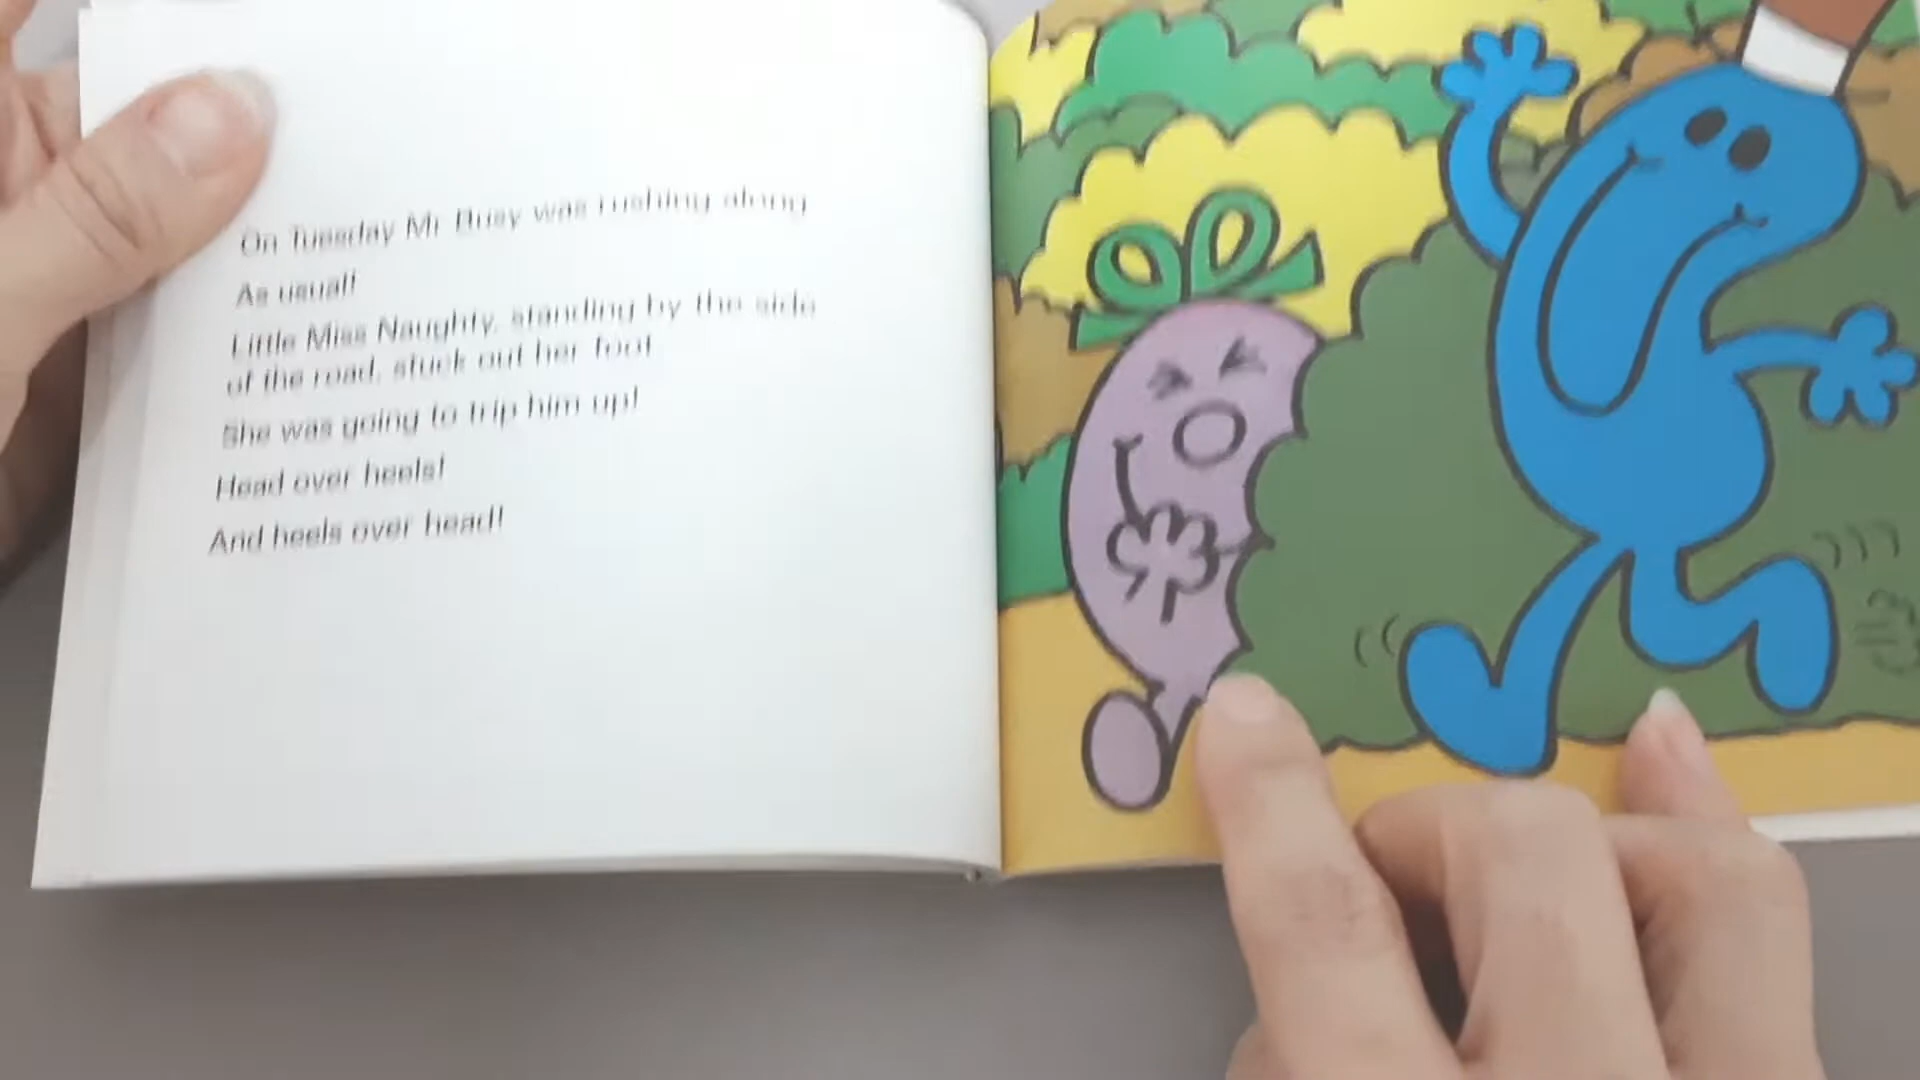 On Tuesday Mr Busy was rushing along
As usual!
Little Miss Naughty, standing by the side
of the road, stuck out her foot
She was going to trip him up!
Head over heels!
And heels over head!